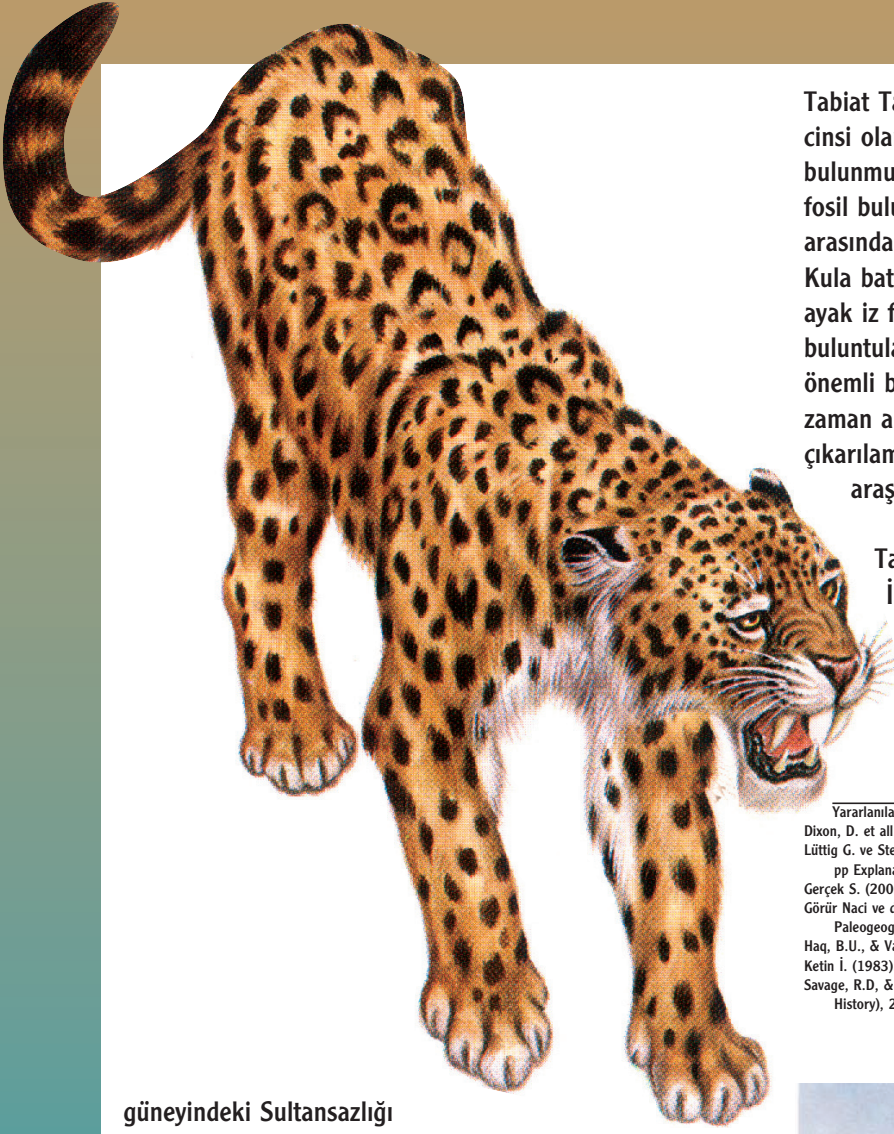 güneyindeki Sultansazlığı
Tabiat Ta
cinsi ola
bulunmu
fosil bulu
arasında
Kula bat
ayak iz f
buluntula
önemli b
zaman a
çıkarılam
araş
Ta
İ
Yararlanıla
Dixon, D. et all
Lüttig G. ve Ste
pp Explana
Gerçek S. (200
Görür Naci ve d
Paleogeog
Haq, B.U., & Va
Ketin İ. (1983)
Savage, R.D, &
History), 2